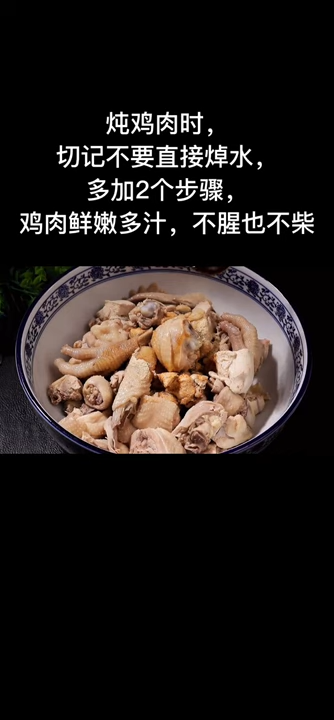 炖鸡肉时，
切记不要直接焯水，
多加2个步骤，
鸡肉鲜嫩多汁，不腥也不柴